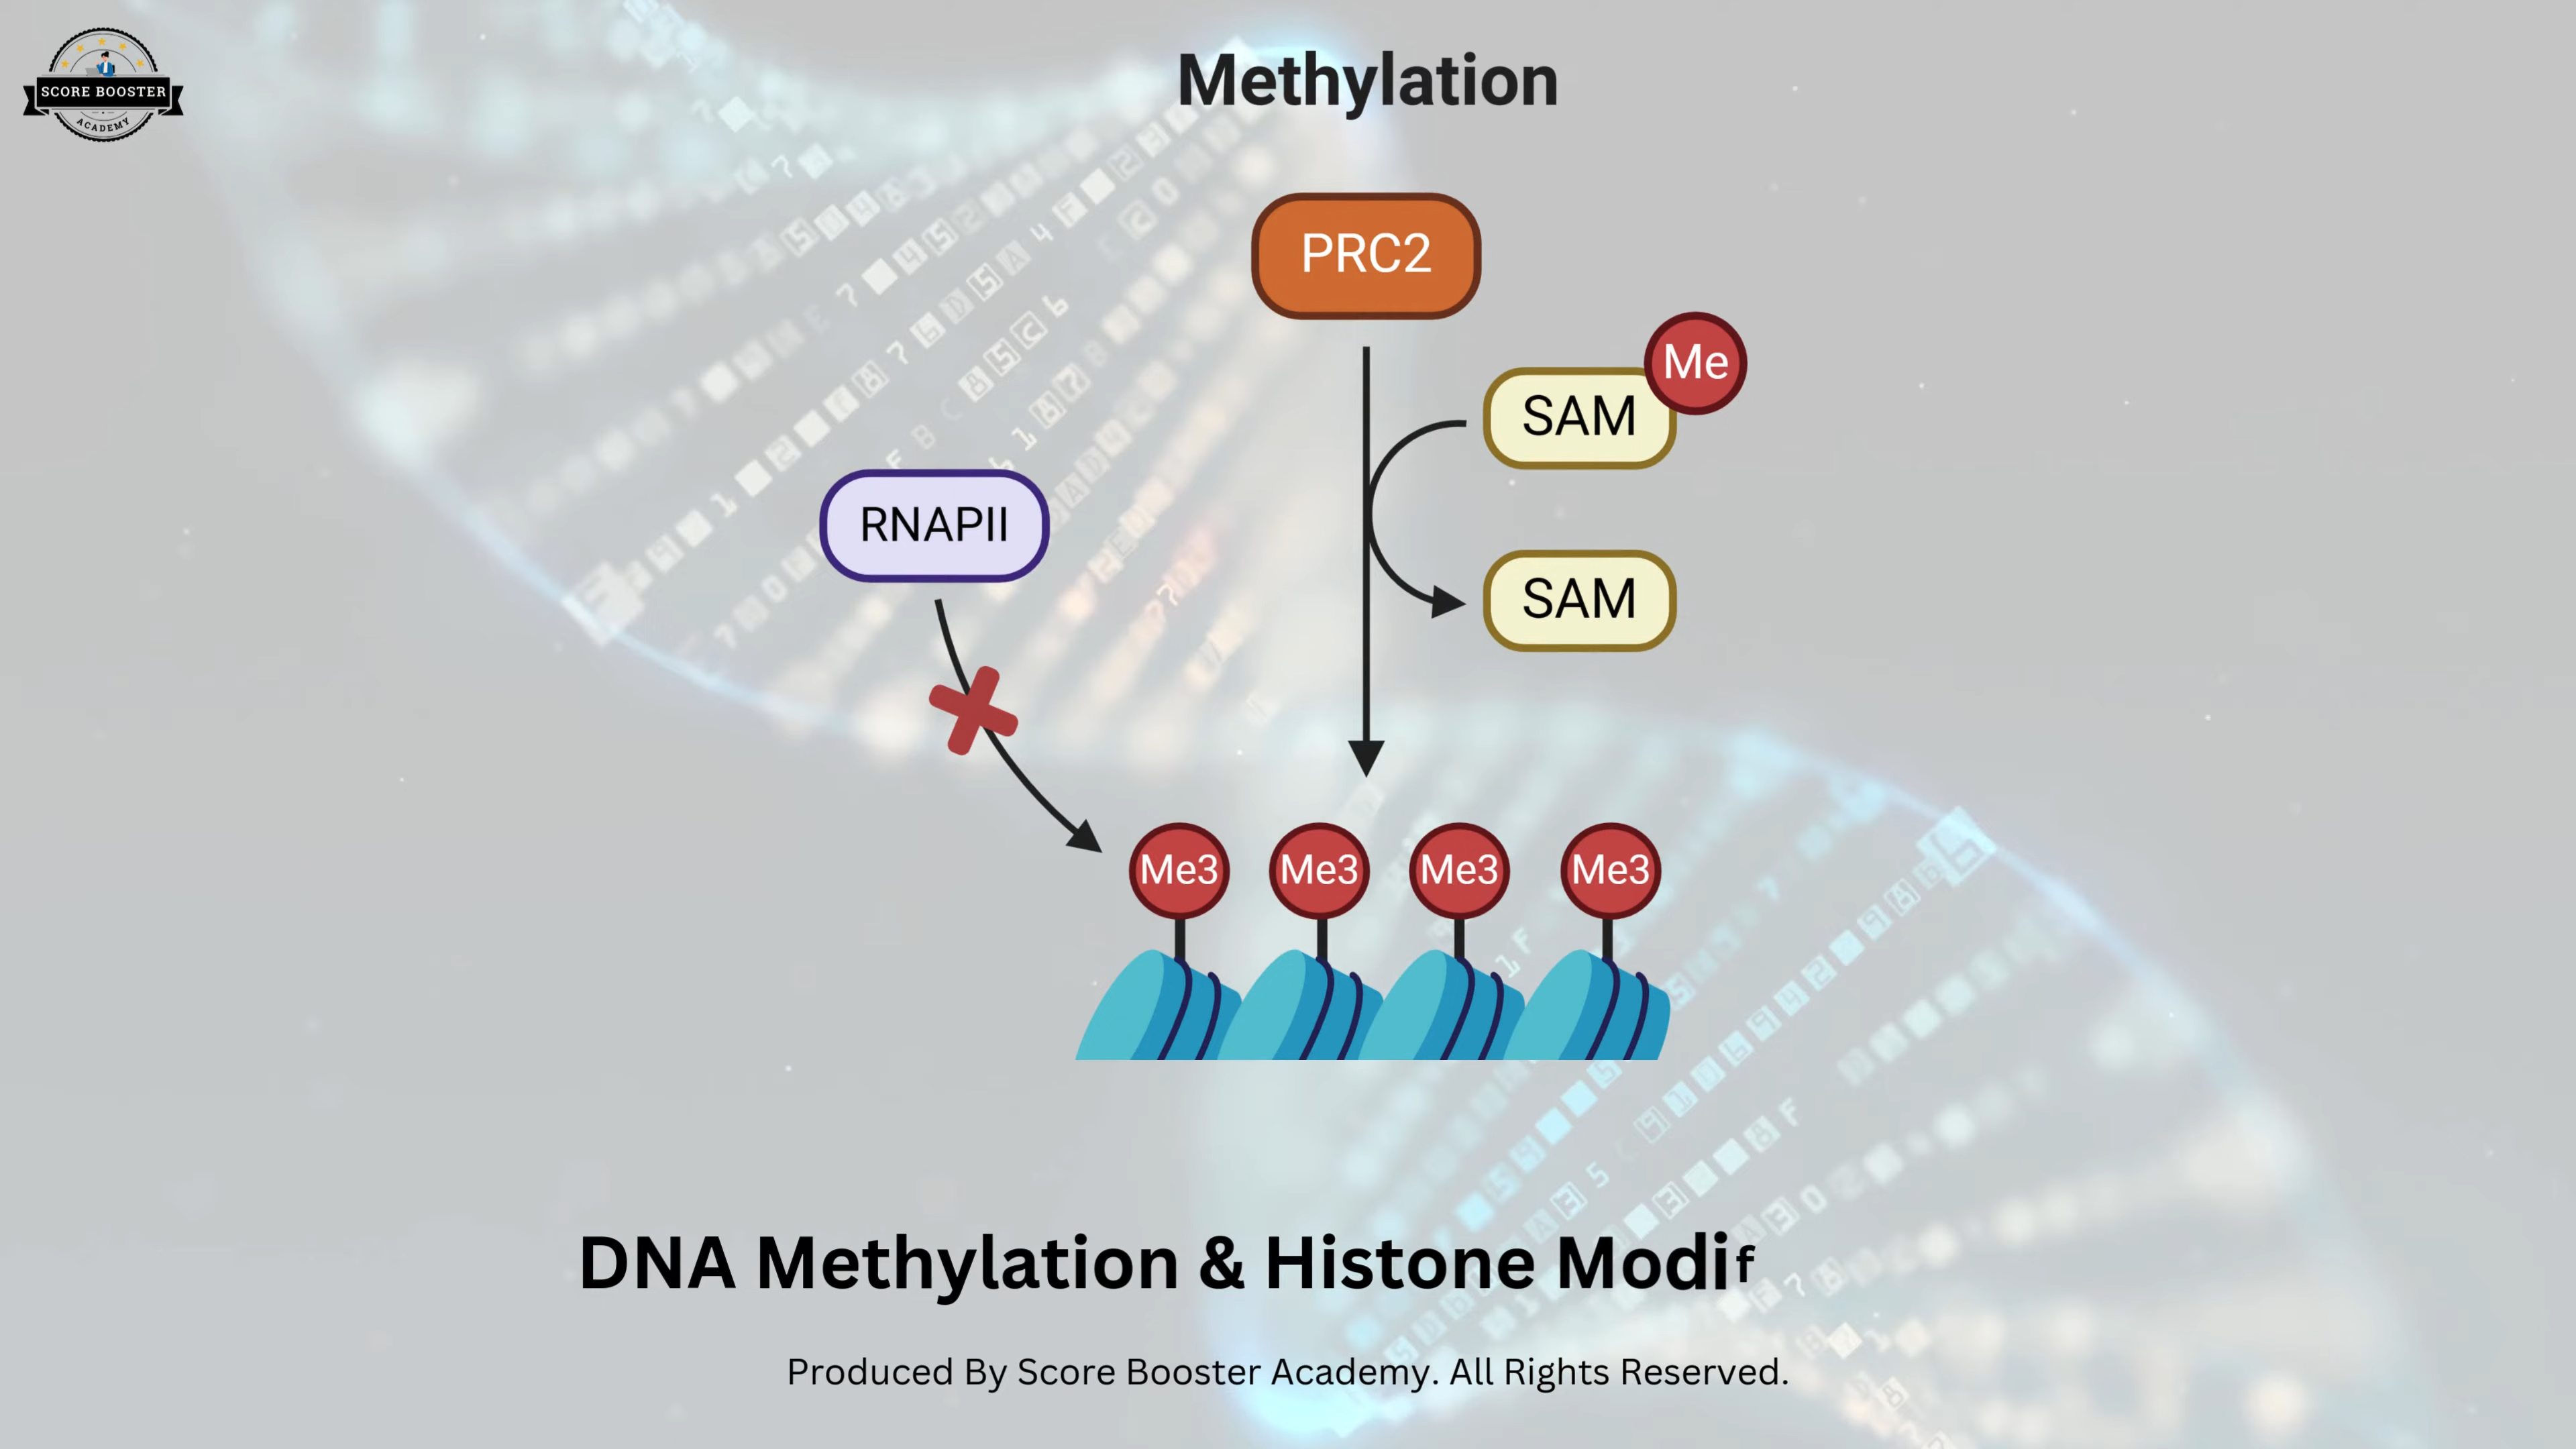 SCORE BOOSTER
ACADEMY
Methylation
PRC2
Me
SAM
RNAPII
SAM
Me3 Me3 Me3 Me3
DNA Methylation & Histone Modif
Produced By Score Booster Academy. All Rights Reserved.